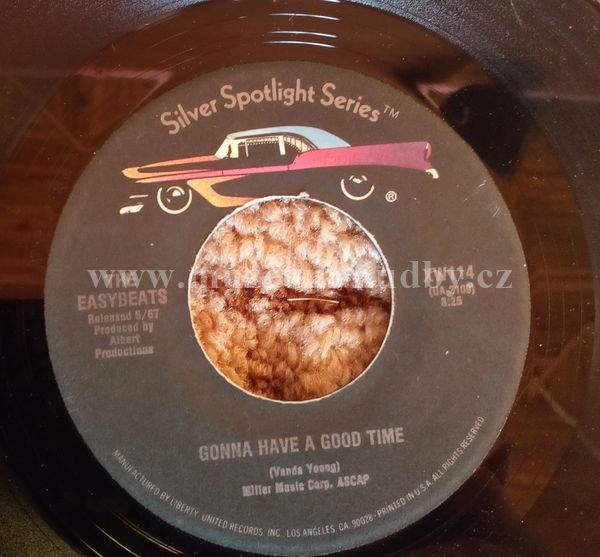 Silver Spotlight Series™
®
THE
EASYBEATS
Released 5/67
Produced by
Albert
Productions
XW114
3:25
GONNA HAVE A GOOD TIME
(Vanda Young)
Miller Music Corp. ASCAP
MANUFACTURED BY LIBERTY UNITED RECORDS, INC. LOS ANGELES, CA. 90028 • PRINTED IN U.S.A. ALL RIGHTS RESERVED